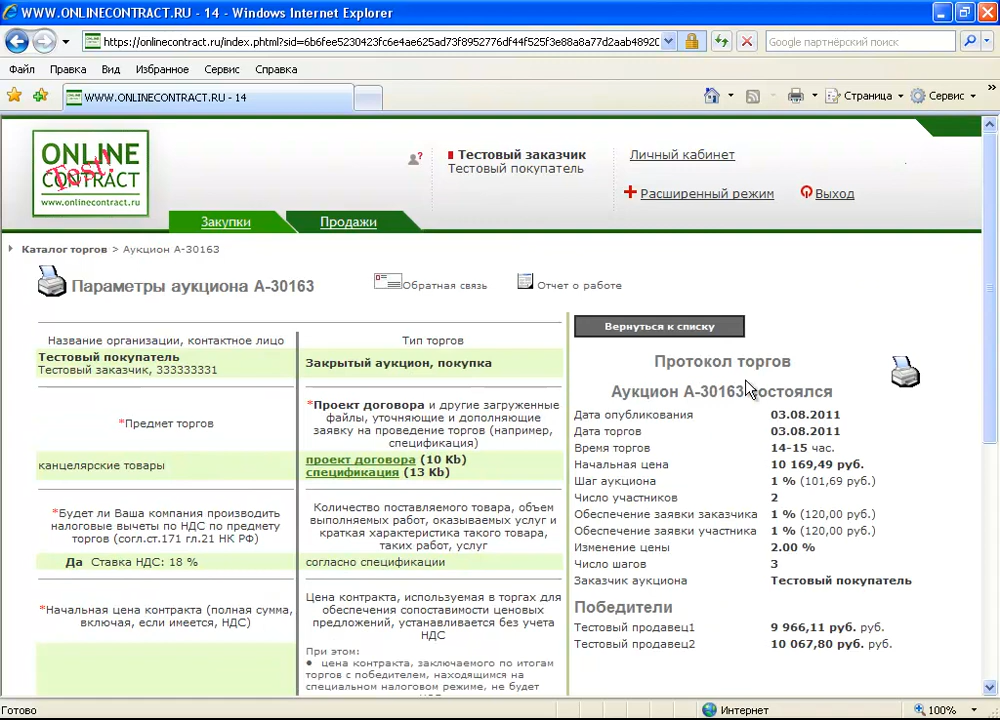 WWW.ONLINECONTRACT.RU - 14 - Windows Internet Explorer
https://onlinecontract.ru/index.phtml?sid=6b6fee5230423fc6e4ae625ad73f8952776df44f525f3e88a8a77d2aab4892C
Google партнёрский поиск
Файл Правка Вид Избранное Сервис Справка
WWW.ONLINECONTRACT.RU - 14
Страница
Сервис
ONLINE
CONTRACT
Test!
www.onlinecontract.ru
Тестовый заказчик
Тестовый покупатель
Личный кабинет
Расширенный режим
Выход
Закупки
Продажи
Каталог торгов > Аукцион А-30163
Параметры аукциона А-30163
Обратная связь
Отчет о работе
Название организации, контактное лицо
Тестовый покупатель
Тестовый заказчик, 333333331
*Предмет торгов
канцелярские товары
*Будет ли Ваша компания производить
налоговые вычеты по НДС по предмету
торгов (согл.ст.171 гл.21 НК РФ)
Да Ставка НДС: 18 %
*Начальная цена контракта (полная сумма,
включая, если имеется, НДС)
Тип торгов
Закрытый аукцион, покупка
*Проект договора и другие загруженные
файлы, уточняющие и дополняющие
заявку на проведение торгов (например,
спецификация)
проект договора (10 Kb)
спецификация (13 Kb)
Количество поставляемого товара, объем
выполняемых работ, оказываемых услуг и
краткая характеристика такого товара,
таких работ, услуг
согласно спецификации
Цена контракта, используемая в торгах для
обеспечения сопоставимости ценовых
предложений, устанавливается без учета
НДС
При этом:
● цена контракта, заключаемого по итогам
торгов с победителем, находящимся на
специальном налоговом режиме, не будет
Вернуться к списку
Протокол торгов
Аукцион А-30163 состоялся
Дата опубликования 03.08.2011
Дата торгов 03.08.2011
Время торгов 14-15 час.
Начальная цена 10 169,49 руб.
Шаг аукциона 1 % (101,69 руб.)
Число участников 2
Обеспечение заявки заказчика 1 % (120,00 руб.)
Обеспечение заявки участника 1 % (120,00 руб.)
Изменение цены 2.00 %
Число шагов 3
Заказчик аукциона Тестовый покупатель
Победители
Тестовый продавец1 9 966,11 руб. руб.
Тестовый продавец2 10 067,80 руб. руб.
Готово
Интернет
100%